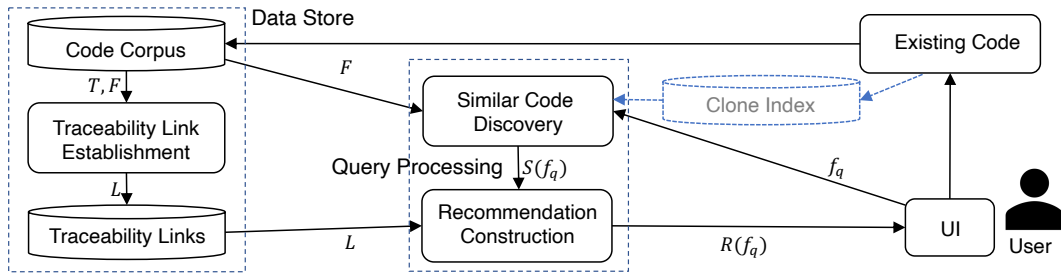 Data Store
Code Corpus
Existing Code
T, F
F
Similar Code
Discovery
Clone Index
Traceability Link
Establishment
Query Processing
S(f_q)
f_q
L
Traceability Links
L
Recommendation
Construction
R(f_q)
UI
User